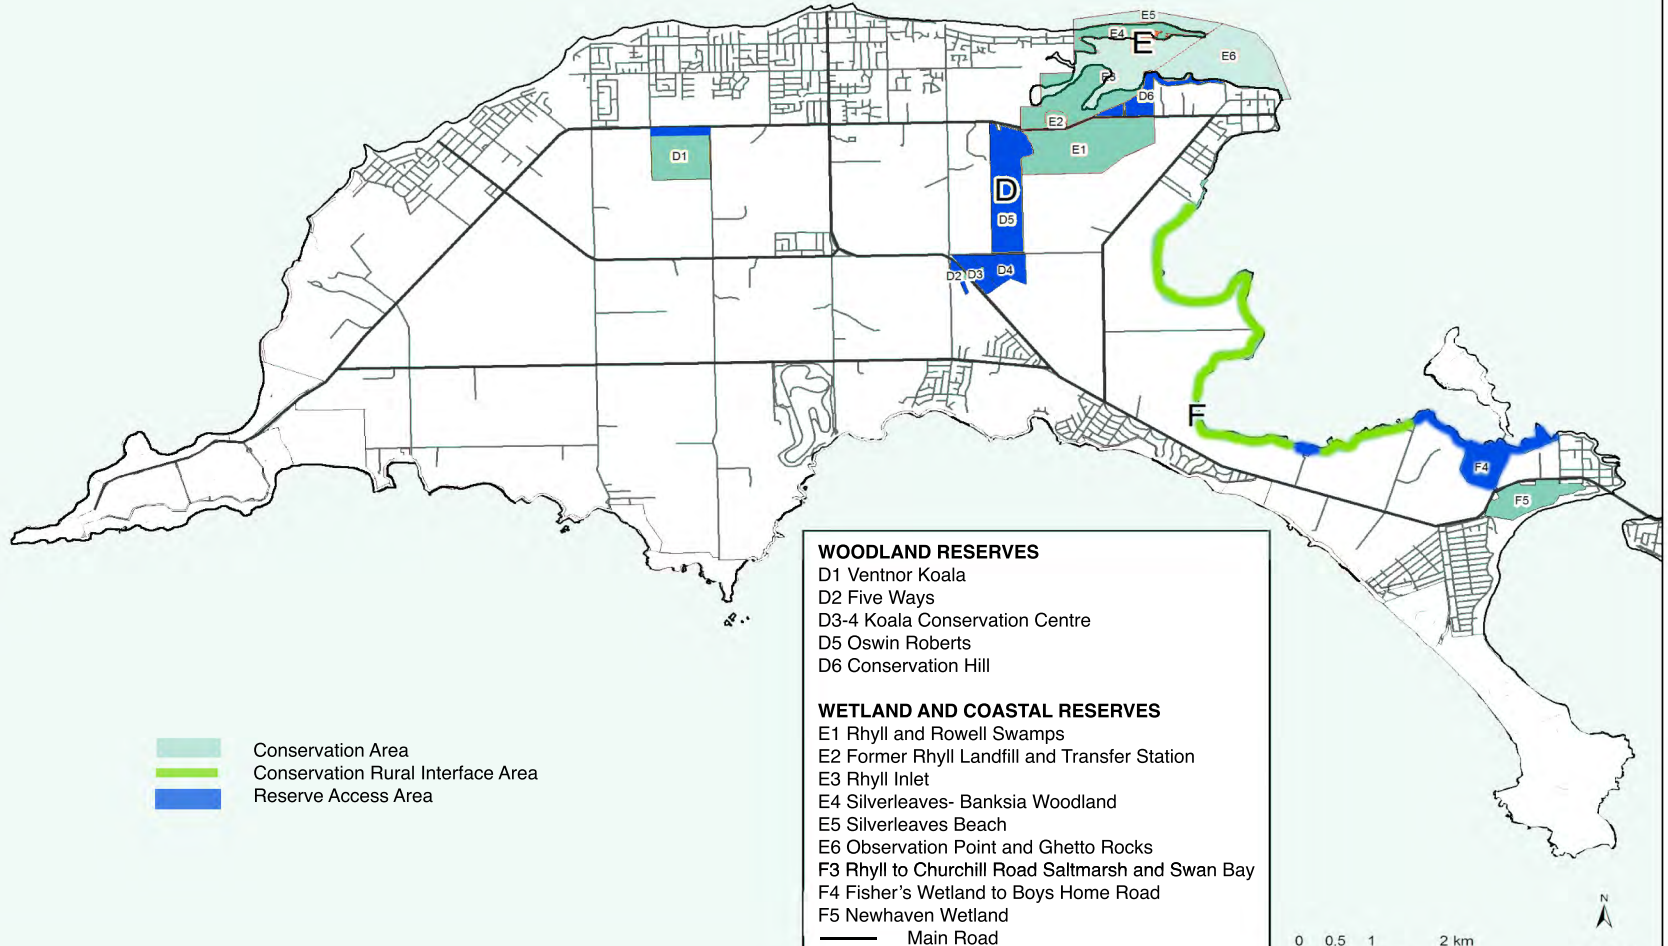 E5
E4
E
E6
E3
D6
E2
E1
D1
D
D5
D2 D3 D4
F
F4
F5
WOODLAND RESERVES
D1 Ventnor Koala
D2 Five Ways
D3-4 Koala Conservation Centre
D5 Oswin Roberts
D6 Conservation Hill
WETLAND AND COASTAL RESERVES
E1 Rhyll and Rowell Swamps
E2 Former Rhyll Landfill and Transfer Station
E3 Rhyll Inlet
E4 Silverleaves- Banksia Woodland
E5 Silverleaves Beach
E6 Observation Point and Ghetto Rocks
F3 Rhyll to Churchill Road Saltmarsh and Swan Bay
F4 Fisher's Wetland to Boys Home Road
F5 Newhaven Wetland
Main Road
Conservation Area
Conservation Rural Interface Area
Reserve Access Area
N
0 0.5 1 2 km